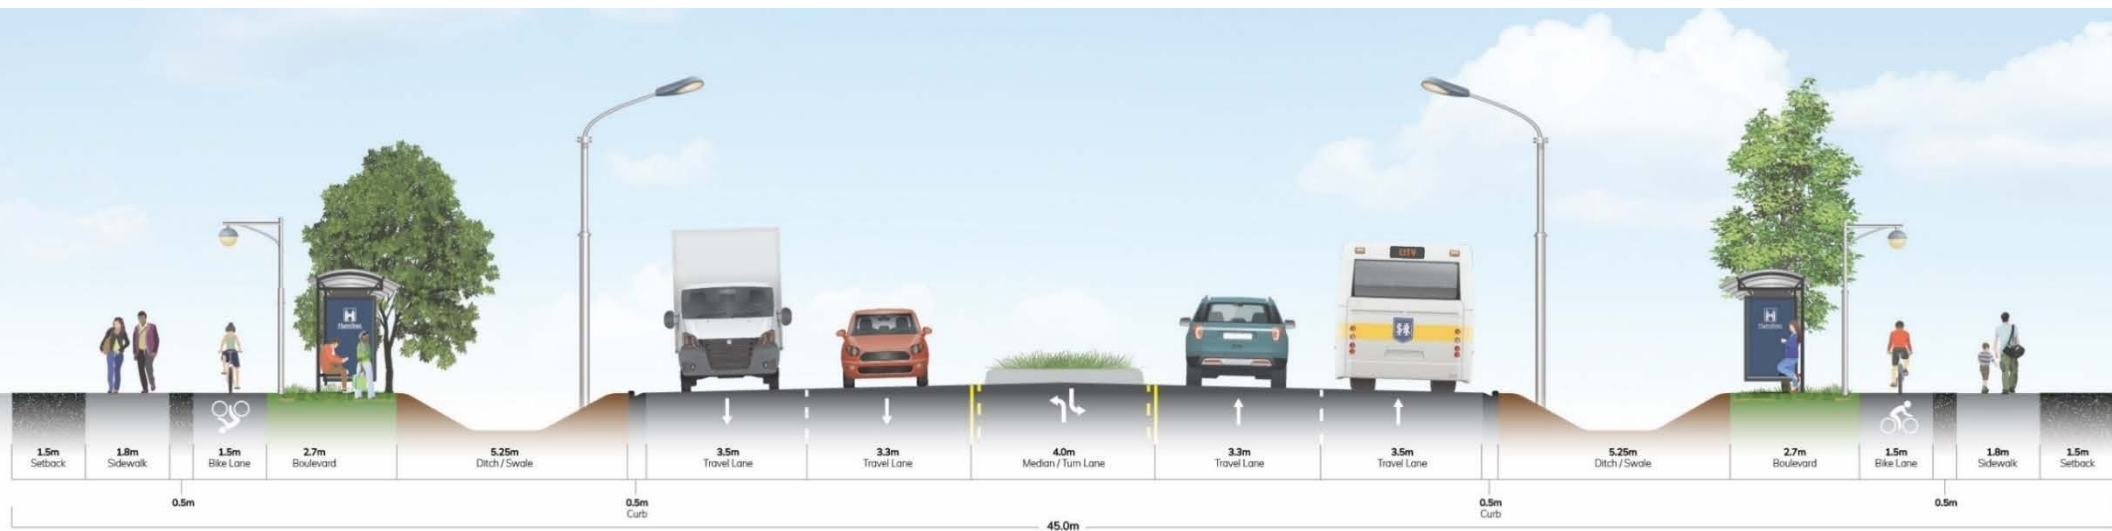 CITY
H
Hamilton
H
Hamilton
1.5m
Setback
1.8m
Sidewalk
1.5m
Bike Lane
2.7m
Boulevard
5.25m
Ditch / Swale
3.5m
Travel Lane
3.3m
Travel Lane
4.0m
Median / Turn Lane
3.3m
Travel Lane
3.5m
Travel Lane
5.25m
Ditch / Swale
2.7m
Boulevard
1.5m
Bike Lane
1.8m
Sidewalk
1.5m
Setback
0.5m
0.5m
Curb
0.5m
Curb
0.5m
45.0m